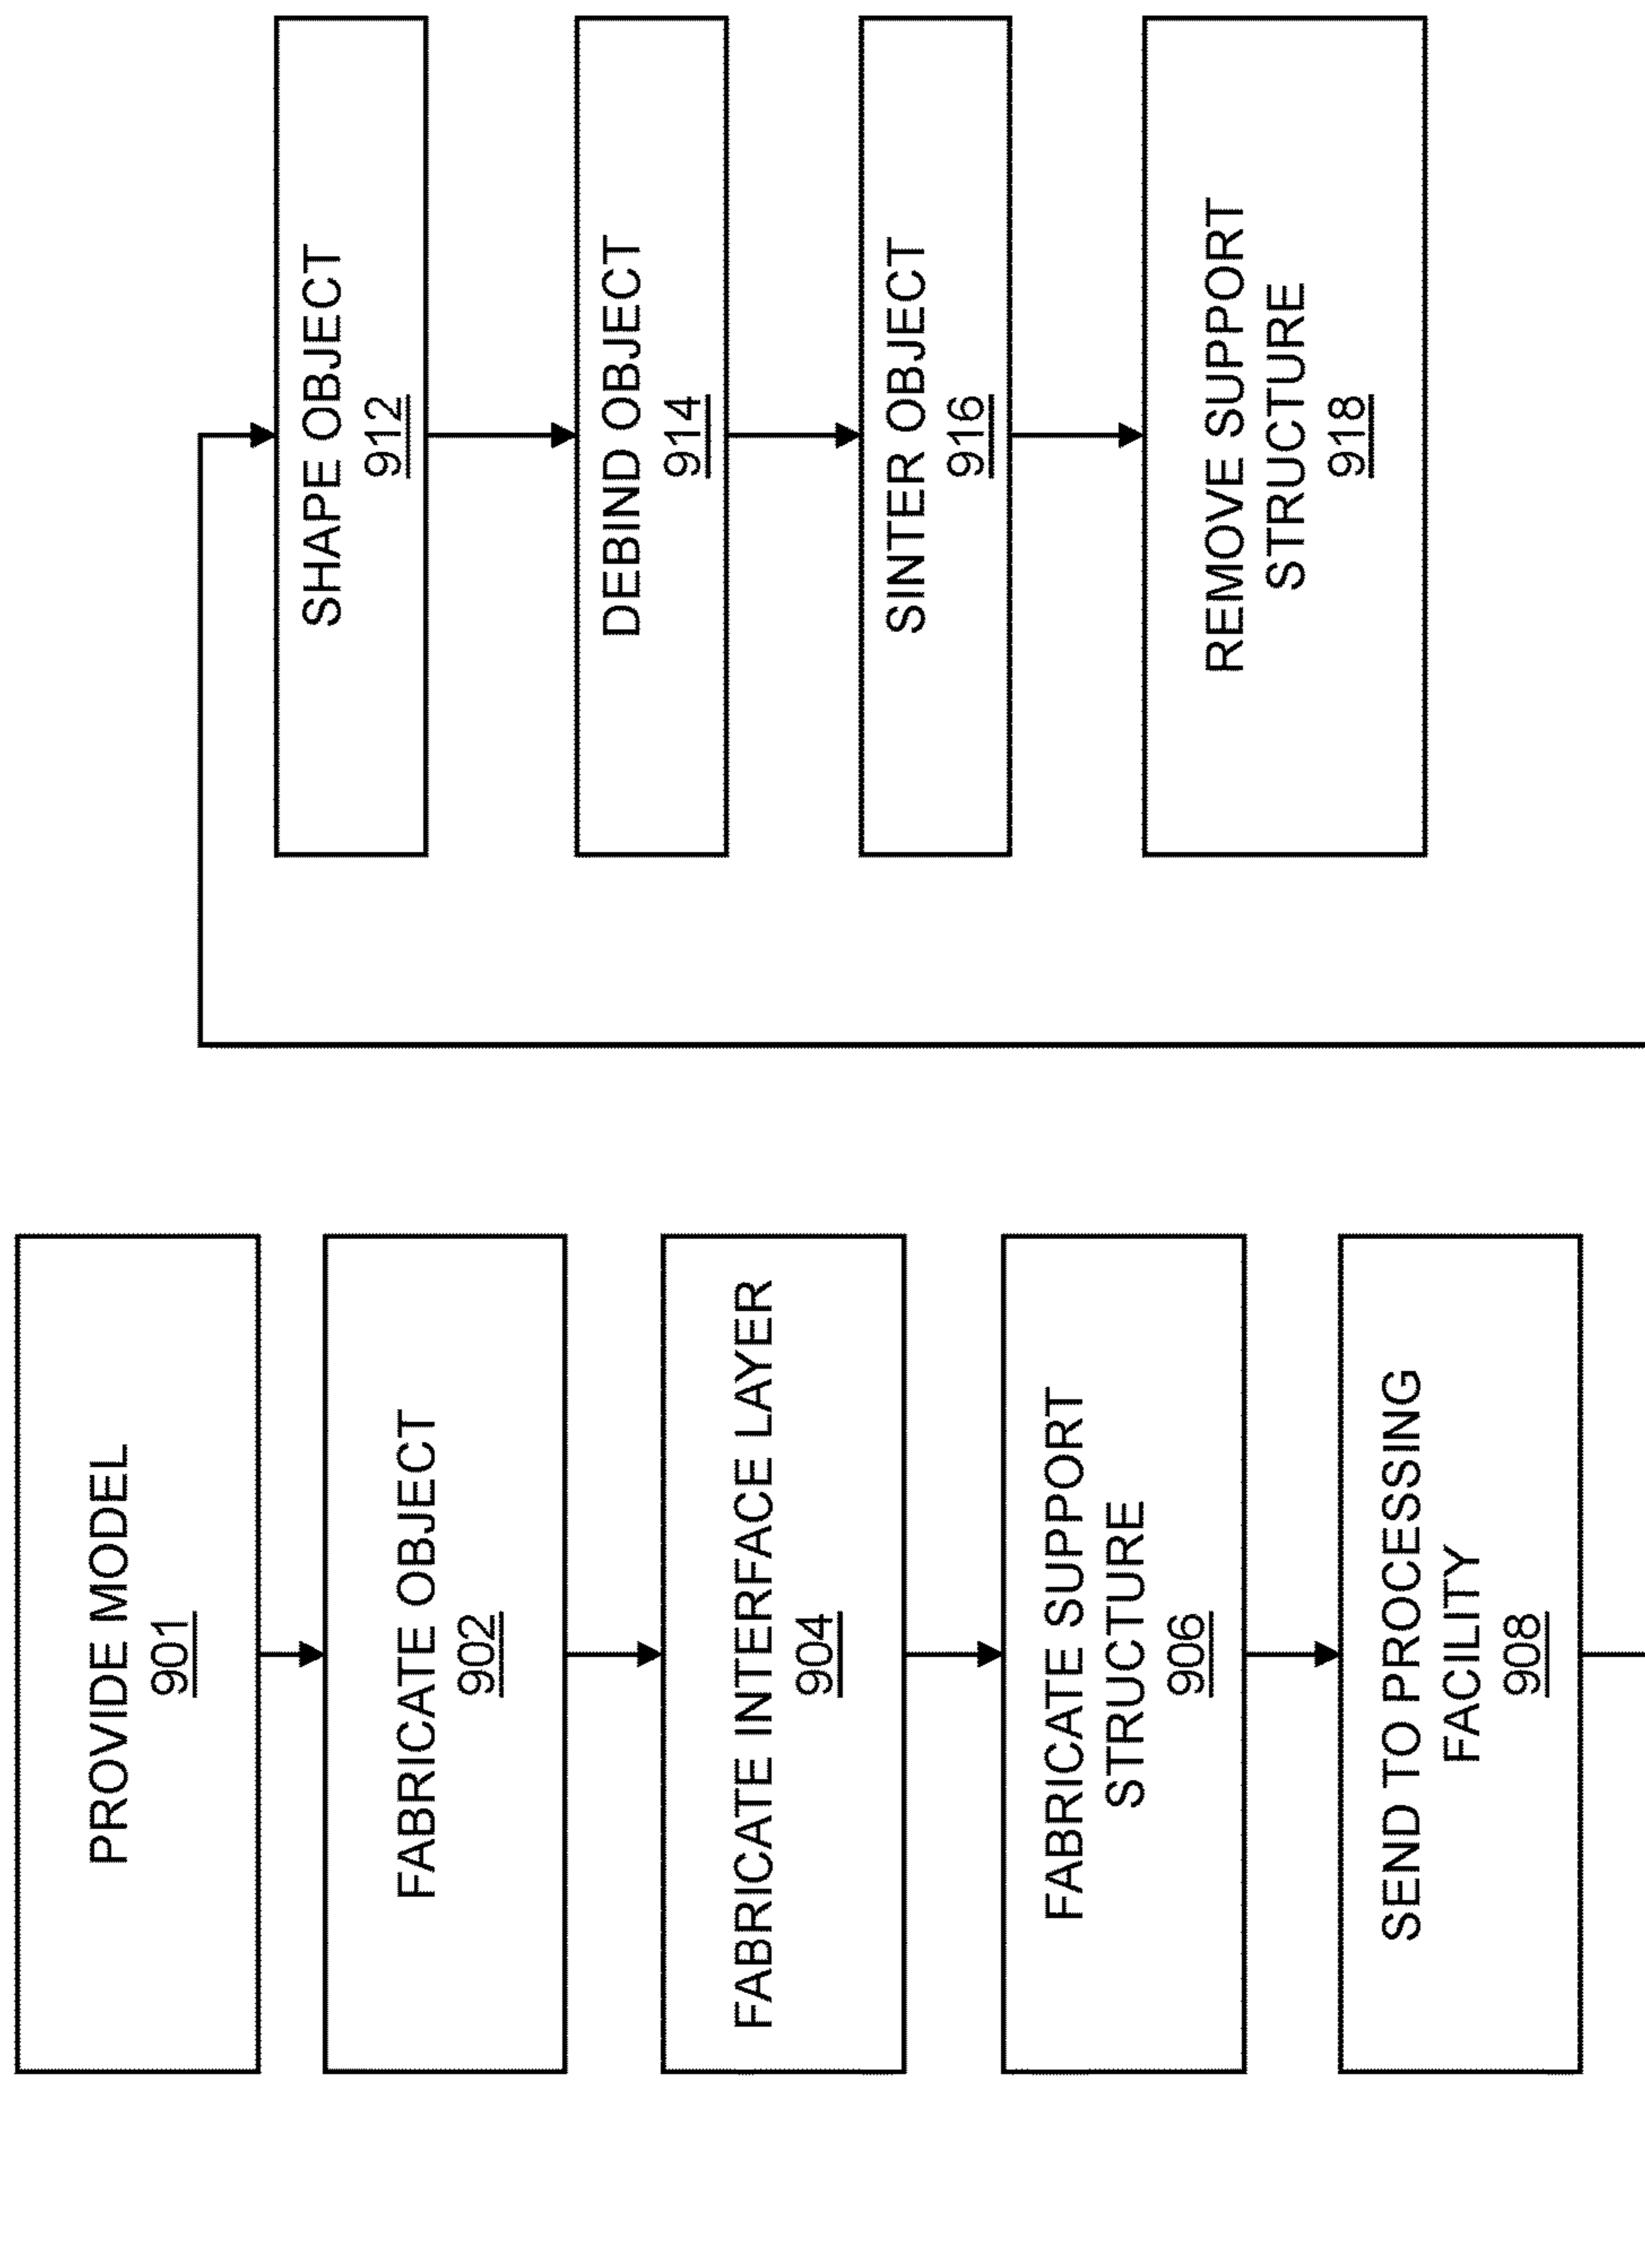 PROVIDE MODEL
901
FABRICATE OBJECT
902
FABRICATE INTERFACE LAYER
904
FABRICATE SUPPORT
STRUCTURE
906
SEND TO PROCESSING
FACILITY
908
SHAPE OBJECT
912
DEBIND OBJECT
914
SINTER OBJECT
916
REMOVE SUPPORT
STRUCTURE
918